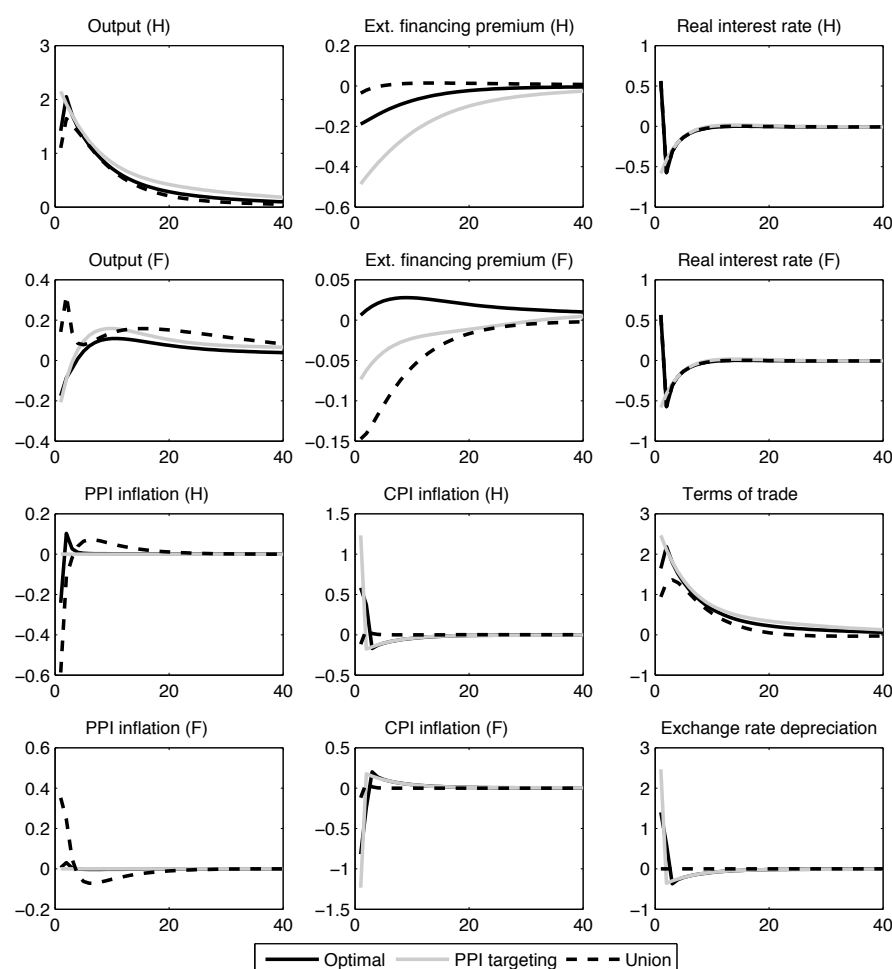 Output (H)
3
2
1
0
0 20 40
Ext. financing premium (H)
0.2
0
−0.2
−0.4
−0.6
0 20 40
Real interest rate (H)
1
0.5
0
−0.5
−1
0 20 40
Output (F)
0.4
0.2
0
−0.2
−0.4
0 20 40
Ext. financing premium (F)
0.05
0
−0.05
−0.1
−0.15
0 20 40
Real interest rate (F)
1
0.5
0
−0.5
−1
0 20 40
PPI inflation (H)
0.2
0
−0.2
−0.4
−0.6
0 20 40
CPI inflation (H)
1.5
1
0.5
0
−0.5
0 20 40
Terms of trade
3
2
1
0
−1
0 20 40
PPI inflation (F)
0.6
0.4
0.2
0
−0.2
0 20 40
CPI inflation (F)
0.5
0
−0.5
−1
−1.5
0 20 40
Exchange rate depreciation
3
2
1
0
−1
0 20 40
Optimal PPI targeting Union